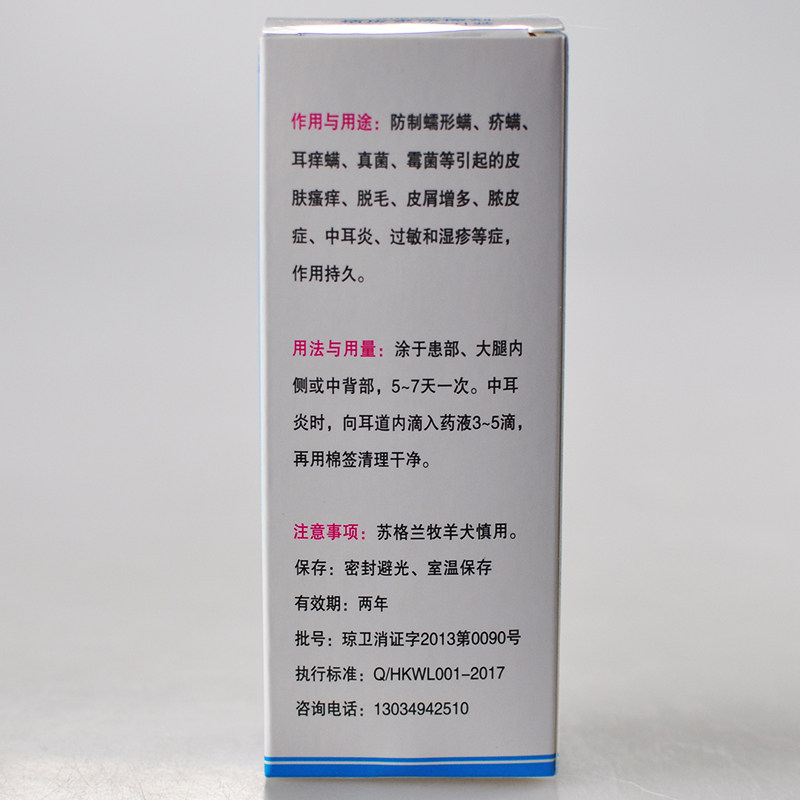 作用与用途：防制蠕形螨、疥螨、
耳痒螨、真菌、霉菌等引起的皮
肤瘙痒、脱毛、皮屑增多、脓皮
症、中耳炎、过敏和湿疹等症，
作用持久。
用法与用量：涂于患部、大腿内
侧或中背部，5~7天一次。中耳
炎时，向耳道内滴入药液3~5滴，
再用棉签清理干净。
注意事项：苏格兰牧羊犬慎用。
保存：密封避光、室温保存
有效期：两年
批号：琼卫消证字2013第0090号
执行标准：Q/HKWL001-2017
咨询电话：13034942510